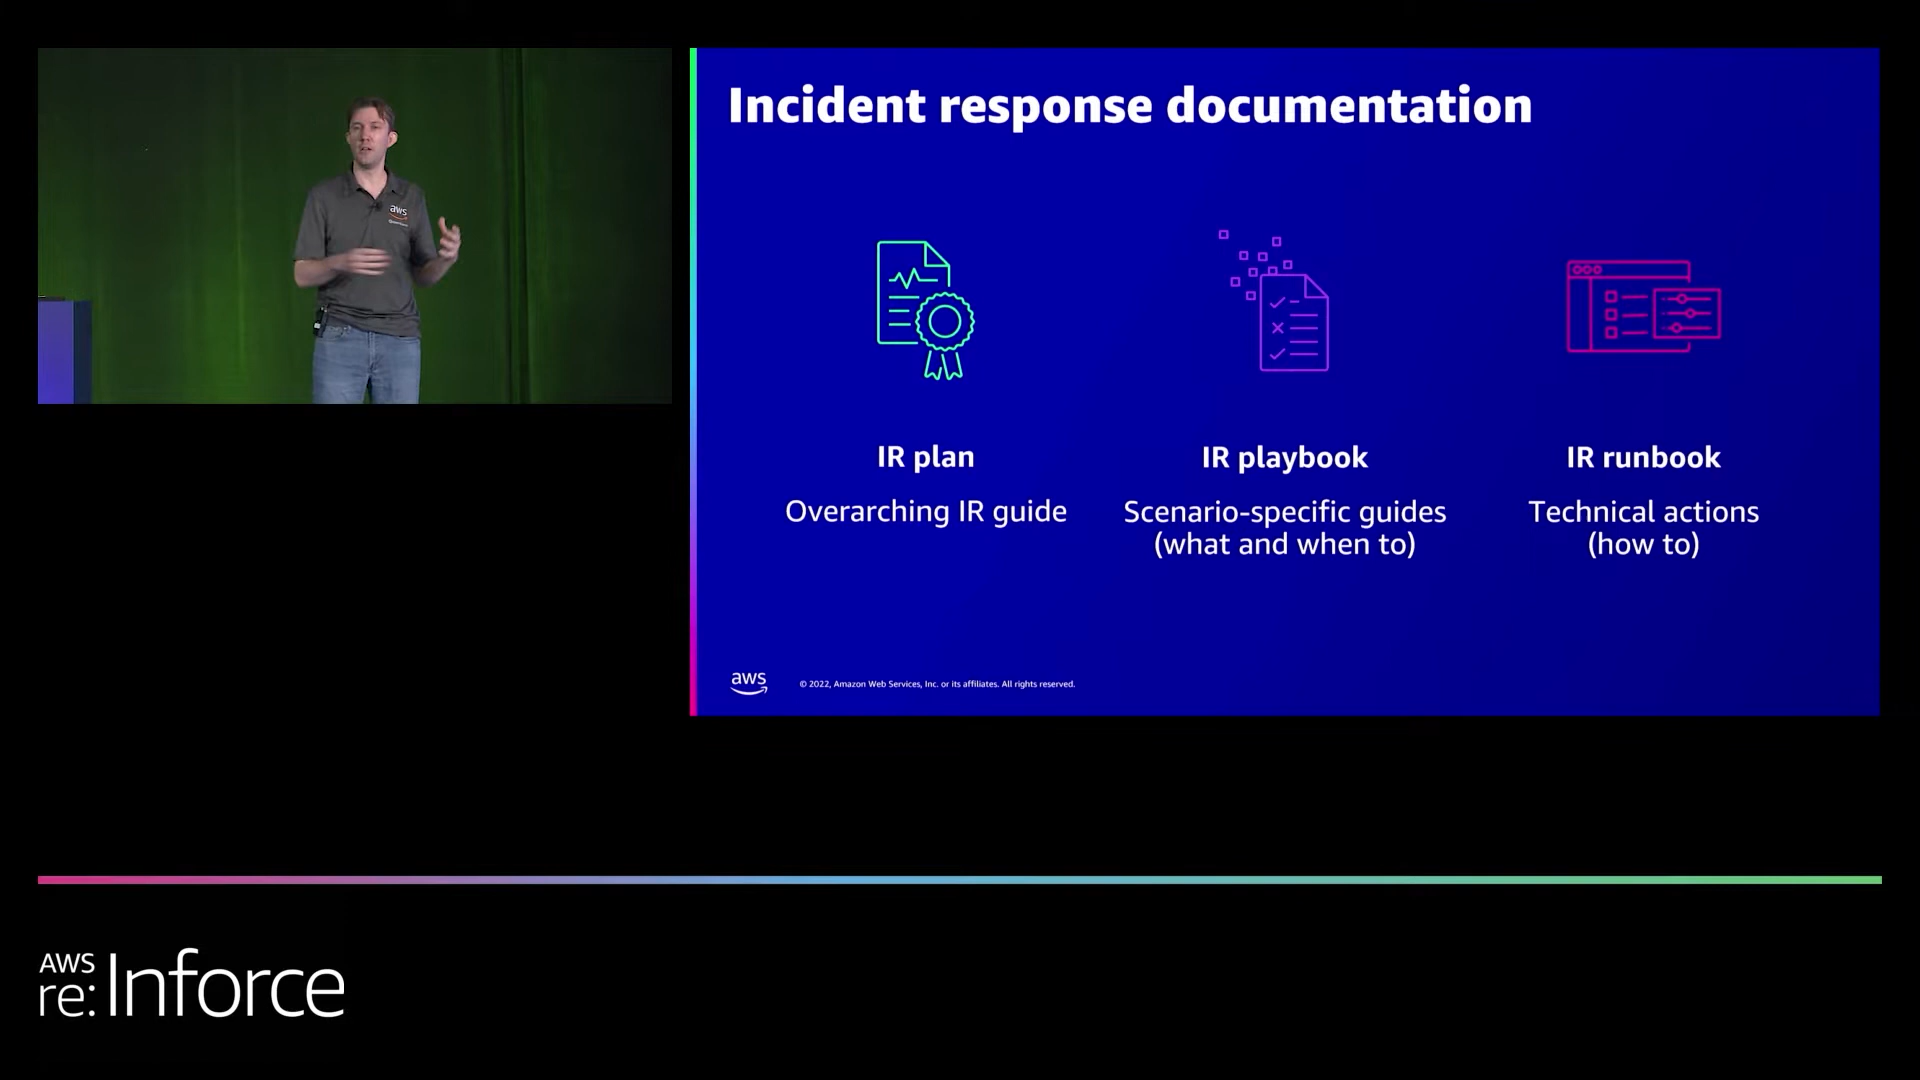 aws
Incident response documentation
IR plan
Overarching IR guide
IR playbook
Scenario-specific guides
(what and when to)
IR runbook
Technical actions
(how to)
aws
© 2022, Amazon Web Services, Inc. or its affiliates. All rights reserved.
AWS
re:Inforce